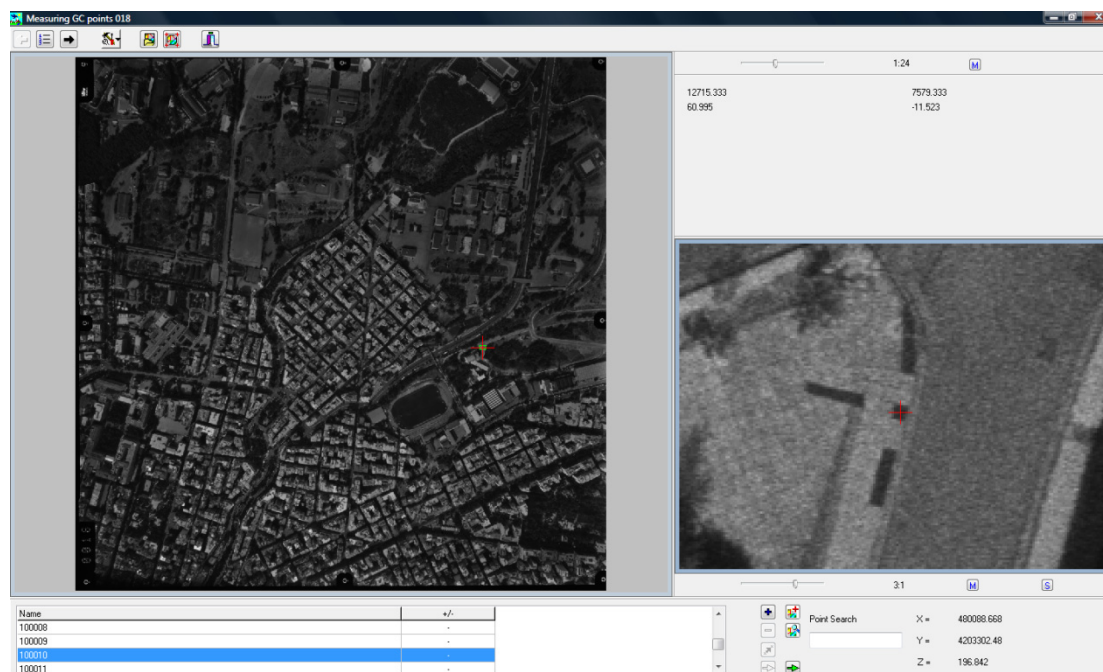 Measuring GC points 018
1:24
M
12715.333 7579.333
60.995 -11.523
3:1
M
S
Name +/-
100008 -
100009 -
100010 -
100011 -
Point Search
X = 480088.668
Y = 4203302.48
Z = 196.842